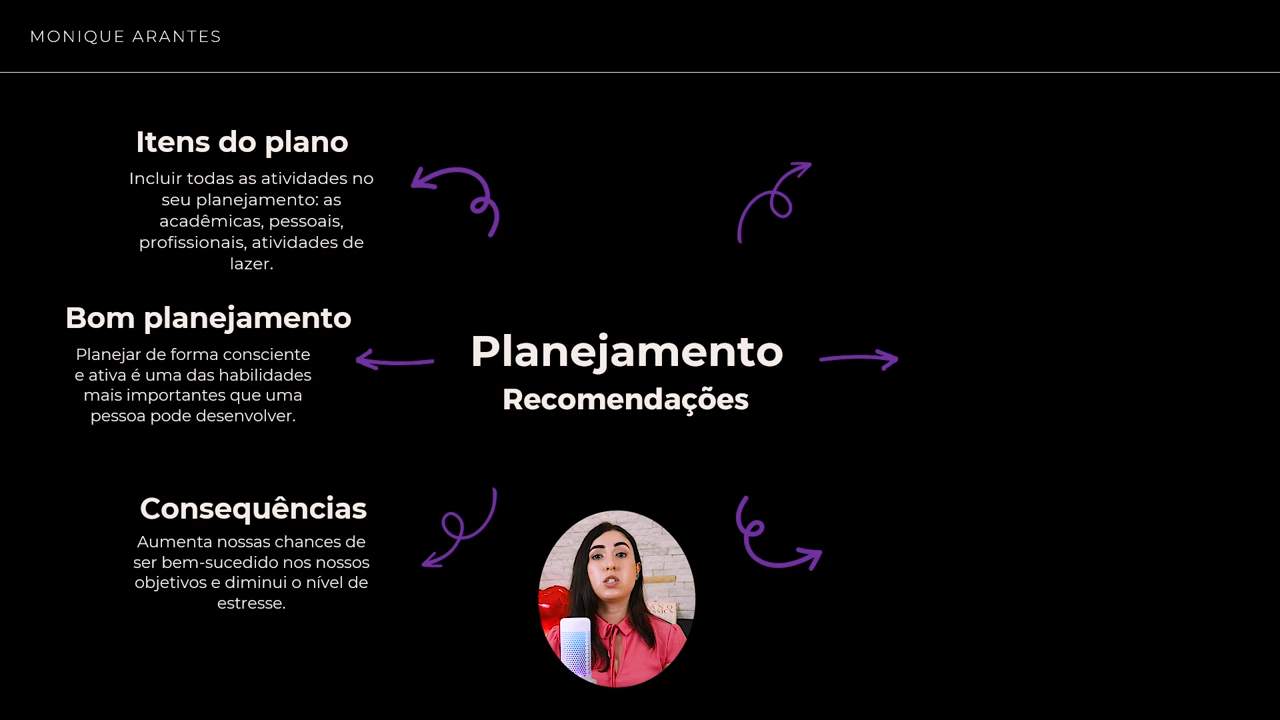 MONIQUE ARANTES
Itens do plano
Incluir todas as atividades no
seu planejamento: as
acadêmicas, pessoais,
profissionais, atividades de
lazer.
Bom planejamento
Planejar de forma consciente
e ativa é uma das habilidades
mais importantes que uma
pessoa pode desenvolver.
Planejamento
Recomendações
Consequências
Aumenta nossas chances de
ser bem-sucedido nos nossos
objetivos e diminui o nível de
estresse.